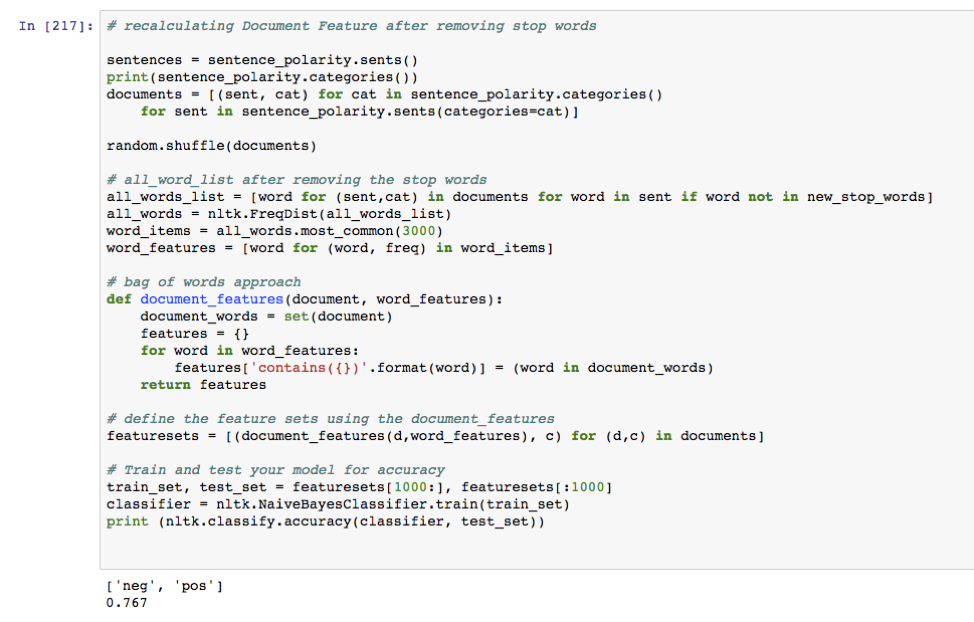 In [217]: # recalculating Document Feature after removing stop words
sentences = sentence_polarity.sents()
print(sentence_polarity.categories())
documents = [(sent, cat) for cat in sentence_polarity.categories()
    for sent in sentence_polarity.sents(categories=cat)]
random.shuffle(documents)
# all_word_list after removing the stop words
all_words_list = [word for (sent,cat) in documents for word in sent if word not in new_stop_words]
all_words = nltk.FreqDist(all_words_list)
word_items = all_words.most_common(3000)
word_features = [word for (word, freq) in word_items]
# bag of words approach
def document_features(document, word_features):
    document_words = set(document)
    features = {}
    for word in word_features:
        features['contains({})'.format(word)] = (word in document_words)
    return features
# define the feature sets using the document_features
featuresets = [(document_features(d,word_features), c) for (d,c) in documents]
# Train and test your model for accuracy
train_set, test_set = featuresets[1000:], featuresets[:1000]
classifier = nltk.NaiveBayesClassifier.train(train_set)
print (nltk.classify.accuracy(classifier, test_set))
['neg', 'pos']
0.767